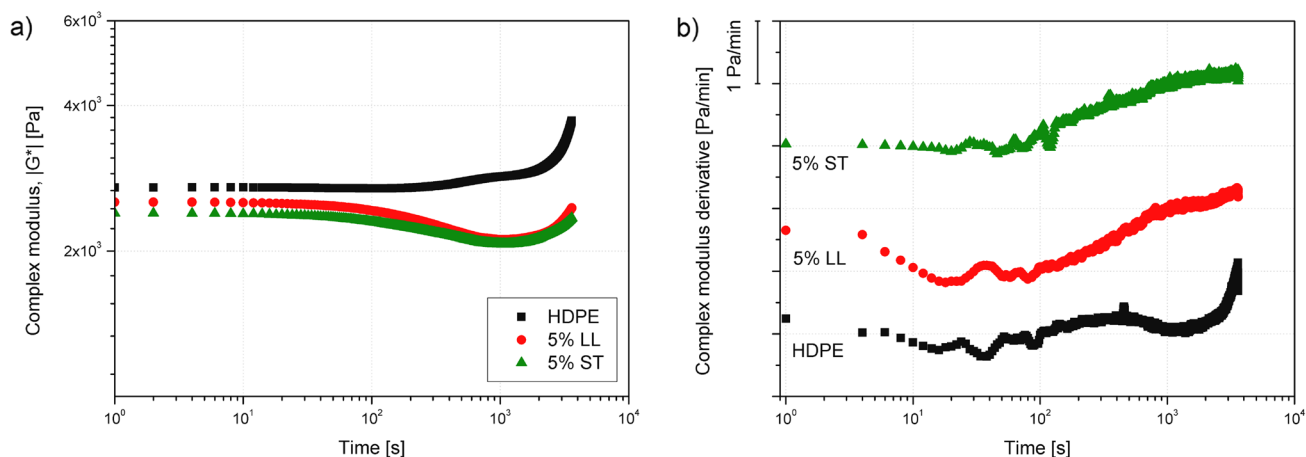 a)
Complex modulus, |G*| [Pa]
6x10³
4x10³
2x10³
HDPE
5% LL
5% ST
10⁰
10¹
10²
10³
10⁴
Time [s]
b)
1 Pa/min
Complex modulus derivative [Pa/min]
5% ST
5% LL
HDPE
10⁰
10¹
10²
10³
10⁴
Time [s]